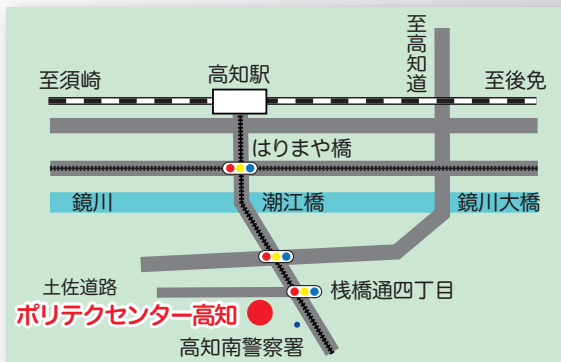 至高知道
至須崎
高知駅
至後免
はりまや橋
鏡川
潮江橋
鏡川大橋
土佐道路
桟橋通四丁目
ポリテクセンター高知
高知南警察署